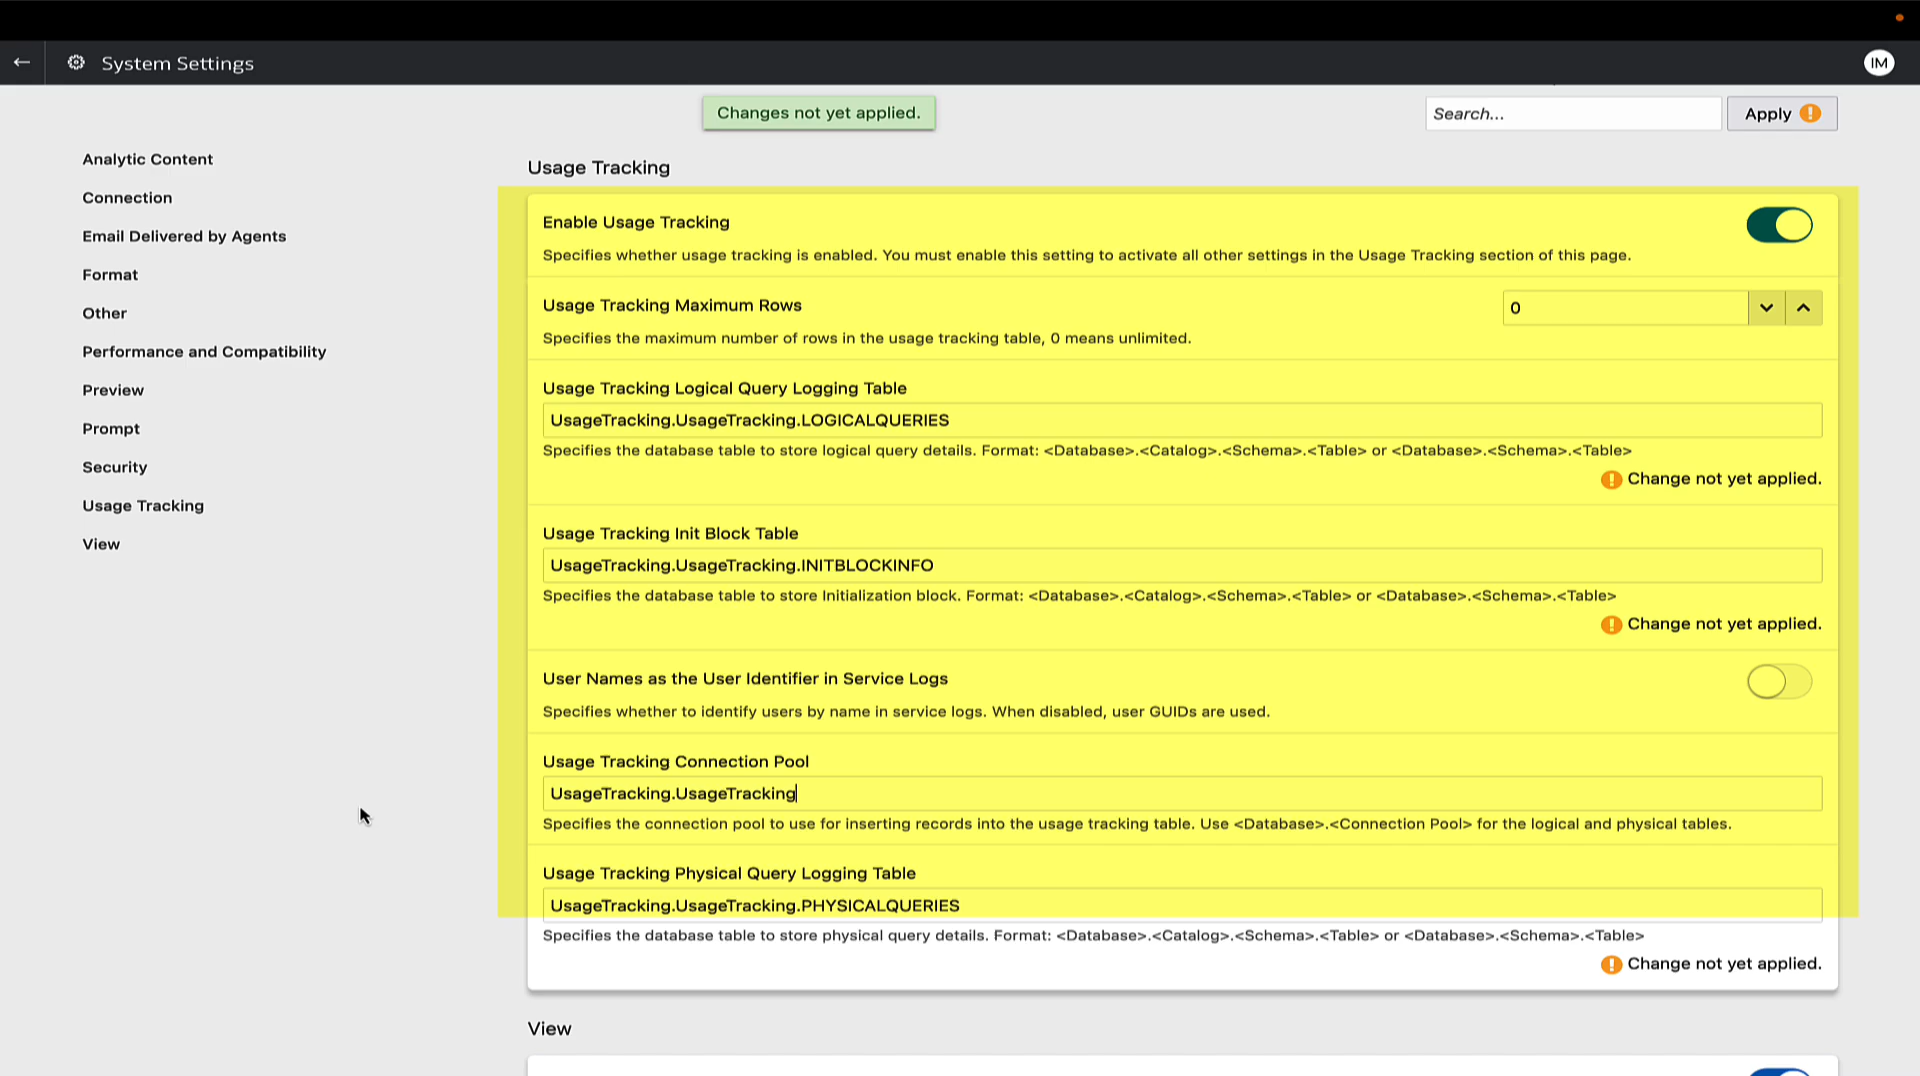 System Settings
IM
Changes not yet applied.
Search...
Apply
Analytic Content
Connection
Email Delivered by Agents
Format
Other
Performance and Compatibility
Preview
Prompt
Security
Usage Tracking
View
Usage Tracking
Enable Usage Tracking
Specifies whether usage tracking is enabled. You must enable this setting to activate all other settings in the Usage Tracking section of this page.
Usage Tracking Maximum Rows
0
Specifies the maximum number of rows in the usage tracking table, 0 means unlimited.
Usage Tracking Logical Query Logging Table
UsageTracking.UsageTracking.LOGICALQUERIES
Specifies the database table to store logical query details. Format: <Database>.<Catalog>.<Schema>.<Table> or <Database>.<Schema>.<Table>
Change not yet applied.
Usage Tracking Init Block Table
UsageTracking.UsageTracking.INITBLOCKINFO
Specifies the database table to store Initialization block. Format: <Database>.<Catalog>.<Schema>.<Table> or <Database>.<Schema>.<Table>
Change not yet applied.
User Names as the User Identifier in Service Logs
Specifies whether to identify users by name in service logs. When disabled, user GUIDs are used.
Usage Tracking Connection Pool
UsageTracking.UsageTracking
Specifies the connection pool to use for inserting records into the usage tracking table. Use <Database>.<Connection Pool> for the logical and physical tables.
Usage Tracking Physical Query Logging Table
UsageTracking.UsageTracking.PHYSICALQUERIES
Specifies the database table to store physical query details. Format: <Database>.<Catalog>.<Schema>.<Table> or <Database>.<Schema>.<Table>
Change not yet applied.
View